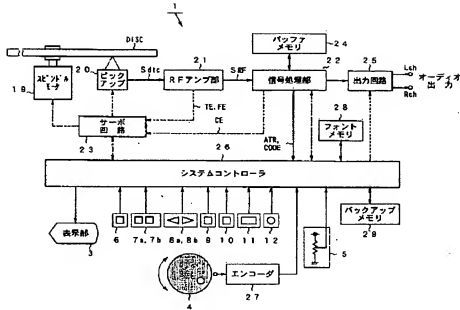 1
DISC
20
ピック
アップ
Sdtc
21
RFアンプ部
SRF
バッファ
メモリ
24
22
信号処理部
25
出力回路
Lch
Rch
オーディオ
出力
19
スピンドル
モータ
TE,FE
CE
サーボ
回路
23
ATR,
CODE
28
フォント
メモリ
26
システムコントローラ
表示部
3
6
7a,7b
8a,8b
9
10
11
12
4
エンコーダ
27
5
バックアップ
メモリ
29